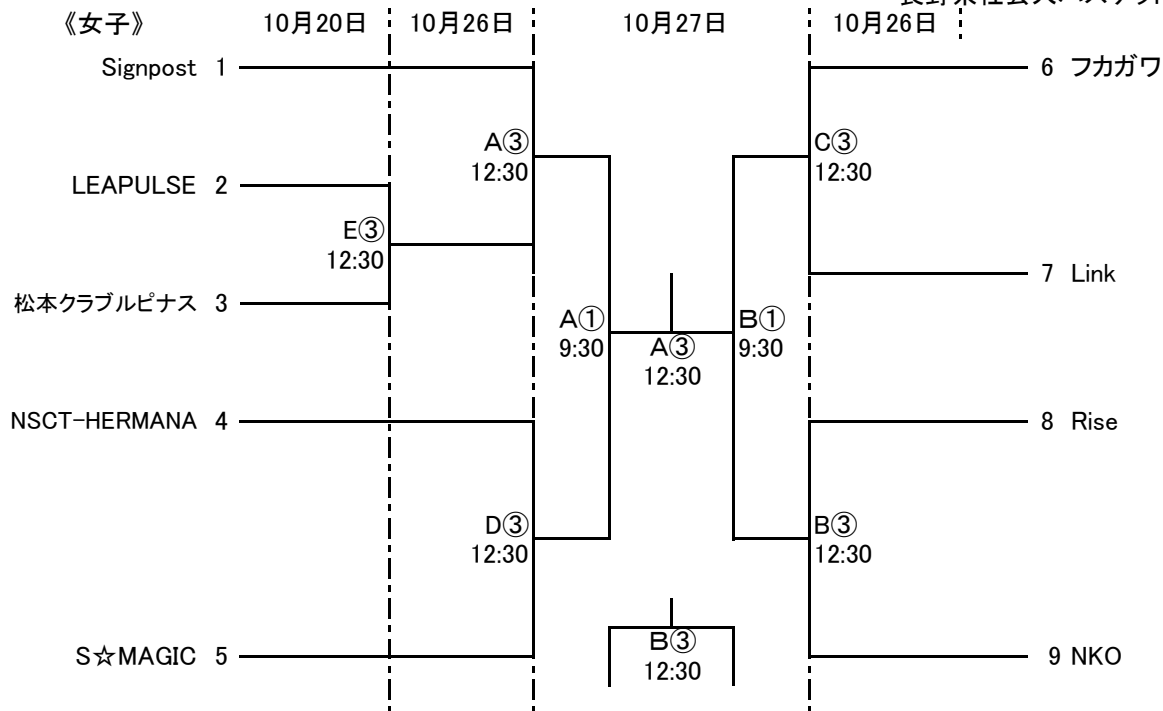 《女子》 10月20日 10月26日 10月27日 10月26日
Signpost 1
6 フカガワ
A③
12:30
C③
12:30
LEAPULSE 2
E③
12:30
7 Link
松本クラブルピナス 3
A①
9:30
A③
12:30
B①
9:30
NSCT-HERMANA 4
8 Rise
D③
12:30
B③
12:30
S☆MAGIC 5
B③
12:30
9 NKO